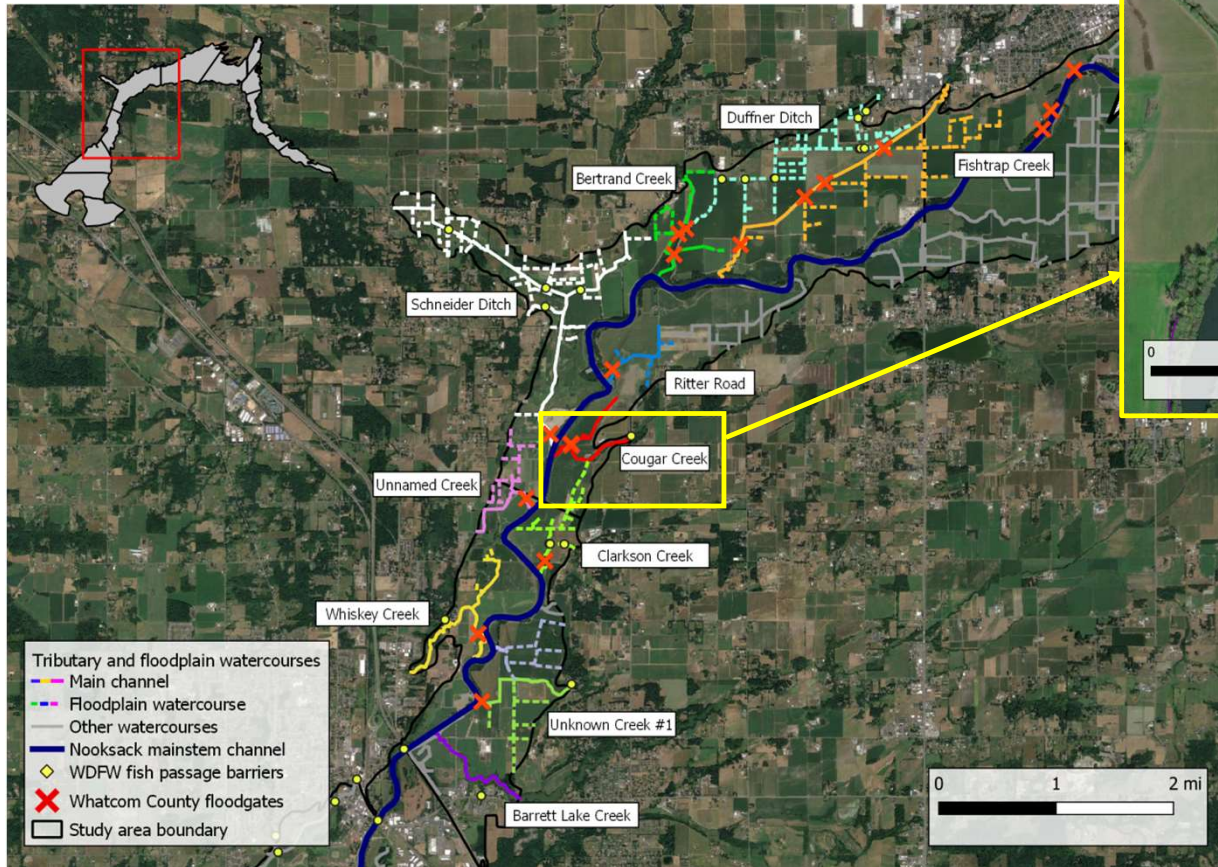 Duffner Ditch
Fishtrap Creek
Bertrand Creek
Schneider Ditch
Ritter Road
Cougar Creek
Unnamed Creek
Clarkson Creek
Whiskey Creek
Unknown Creek #1
Barrett Lake Creek
Tributary and floodplain watercourses
Main channel
Floodplain watercourse
Other watercourses
Nooksack mainstem channel
WDFW fish passage barriers
Whatcom County floodgates
Study area boundary
0 1 2 mi
0